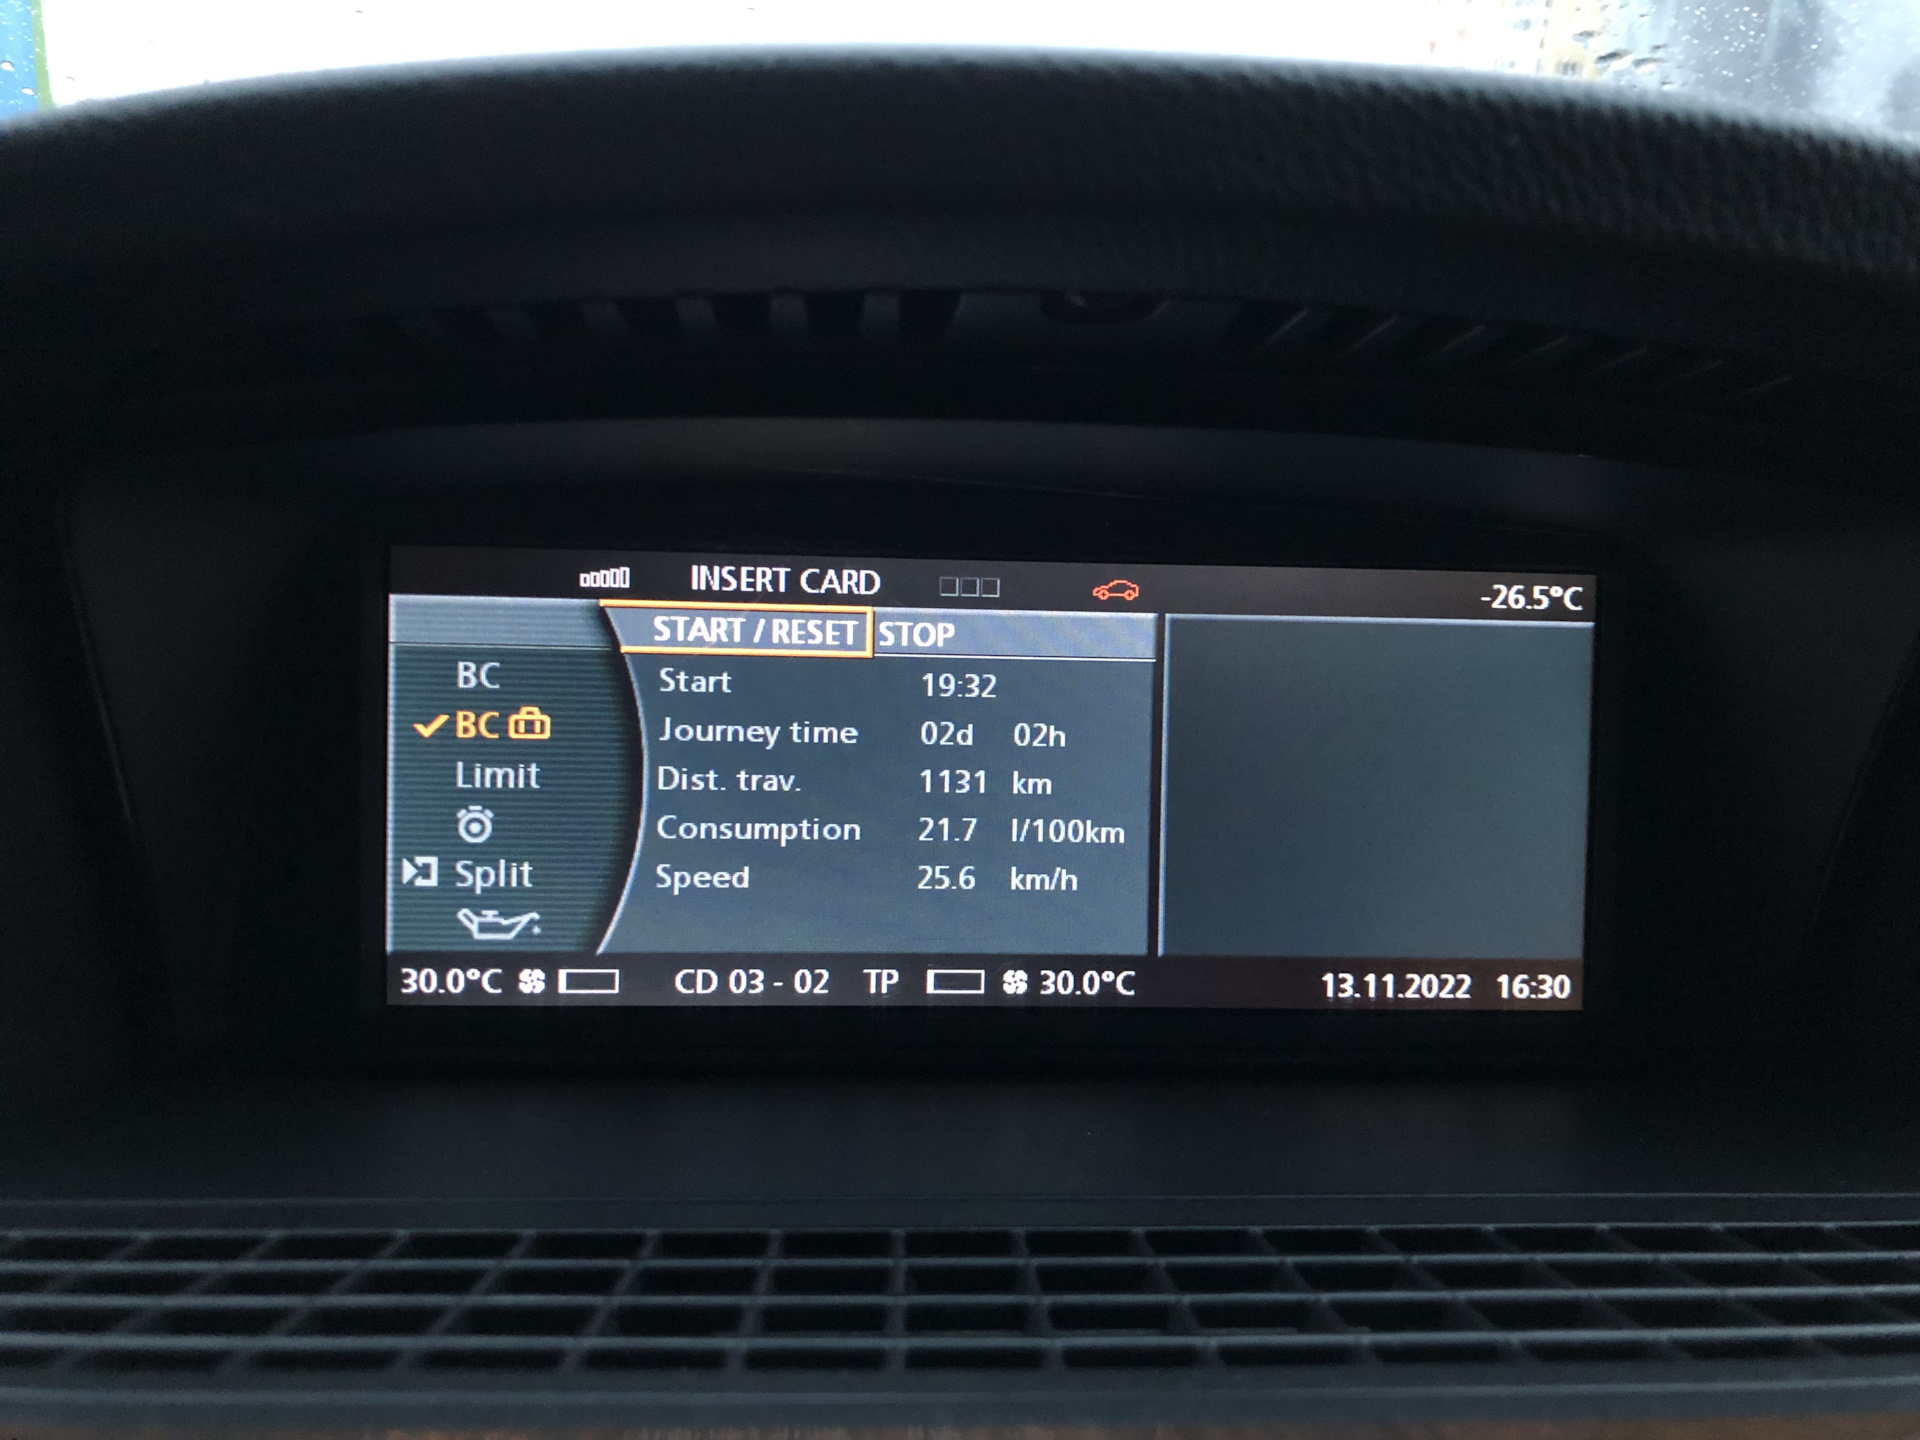 INSERT CARD -26.5°C
START / RESET STOP
BC
BC
Limit
Split
Start 19:32
Journey time 02d 02h
Dist. trav. 1131 km
Consumption 21.7 l/100km
Speed 25.6 km/h
30.0°C CD 03 - 02 TP 30.0°C 13.11.2022 16:30